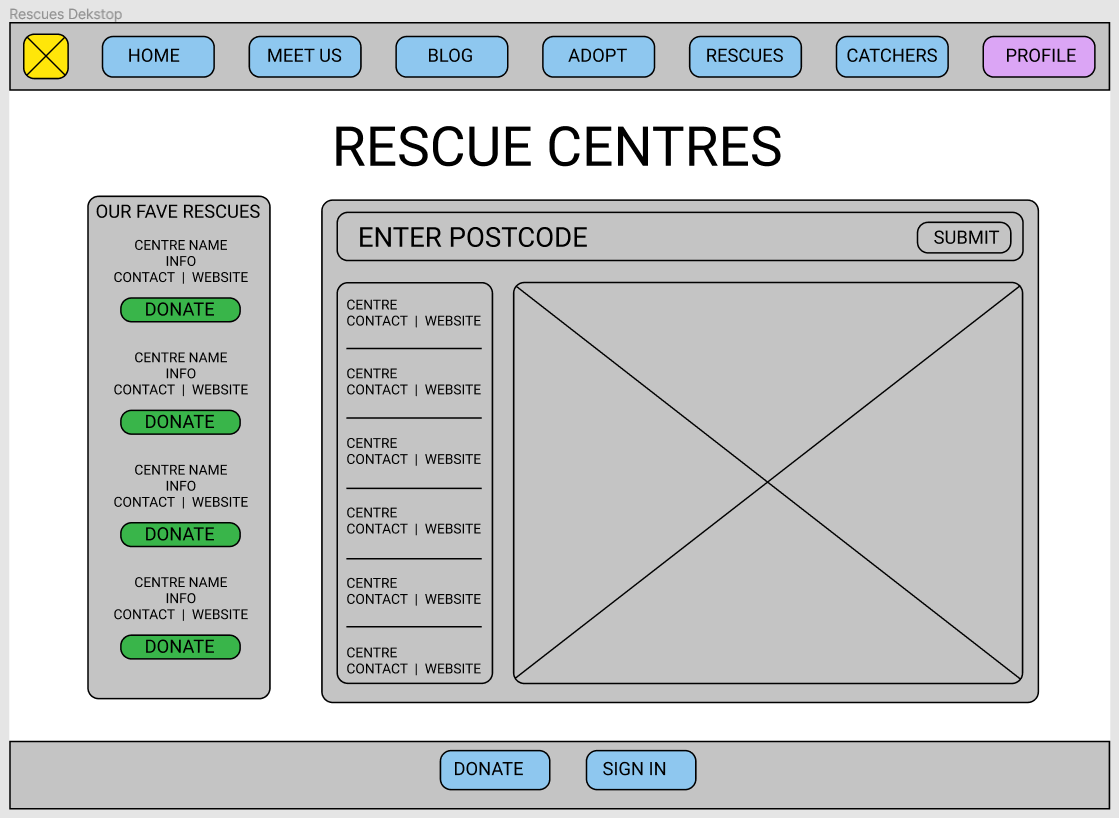 Rescues Dekstop
HOME
MEET US
BLOG
ADOPT
RESCUES
CATCHERS
PROFILE
RESCUE CENTRES
OUR FAVE RESCUES
CENTRE NAME
INFO
CONTACT | WEBSITE
DONATE
CENTRE NAME
INFO
CONTACT | WEBSITE
DONATE
CENTRE NAME
INFO
CONTACT | WEBSITE
DONATE
CENTRE NAME
INFO
CONTACT | WEBSITE
DONATE
ENTER POSTCODE
SUBMIT
CENTRE
CONTACT | WEBSITE
CENTRE
CONTACT | WEBSITE
CENTRE
CONTACT | WEBSITE
CENTRE
CONTACT | WEBSITE
CENTRE
CONTACT | WEBSITE
CENTRE
CONTACT | WEBSITE
DONATE
SIGN IN